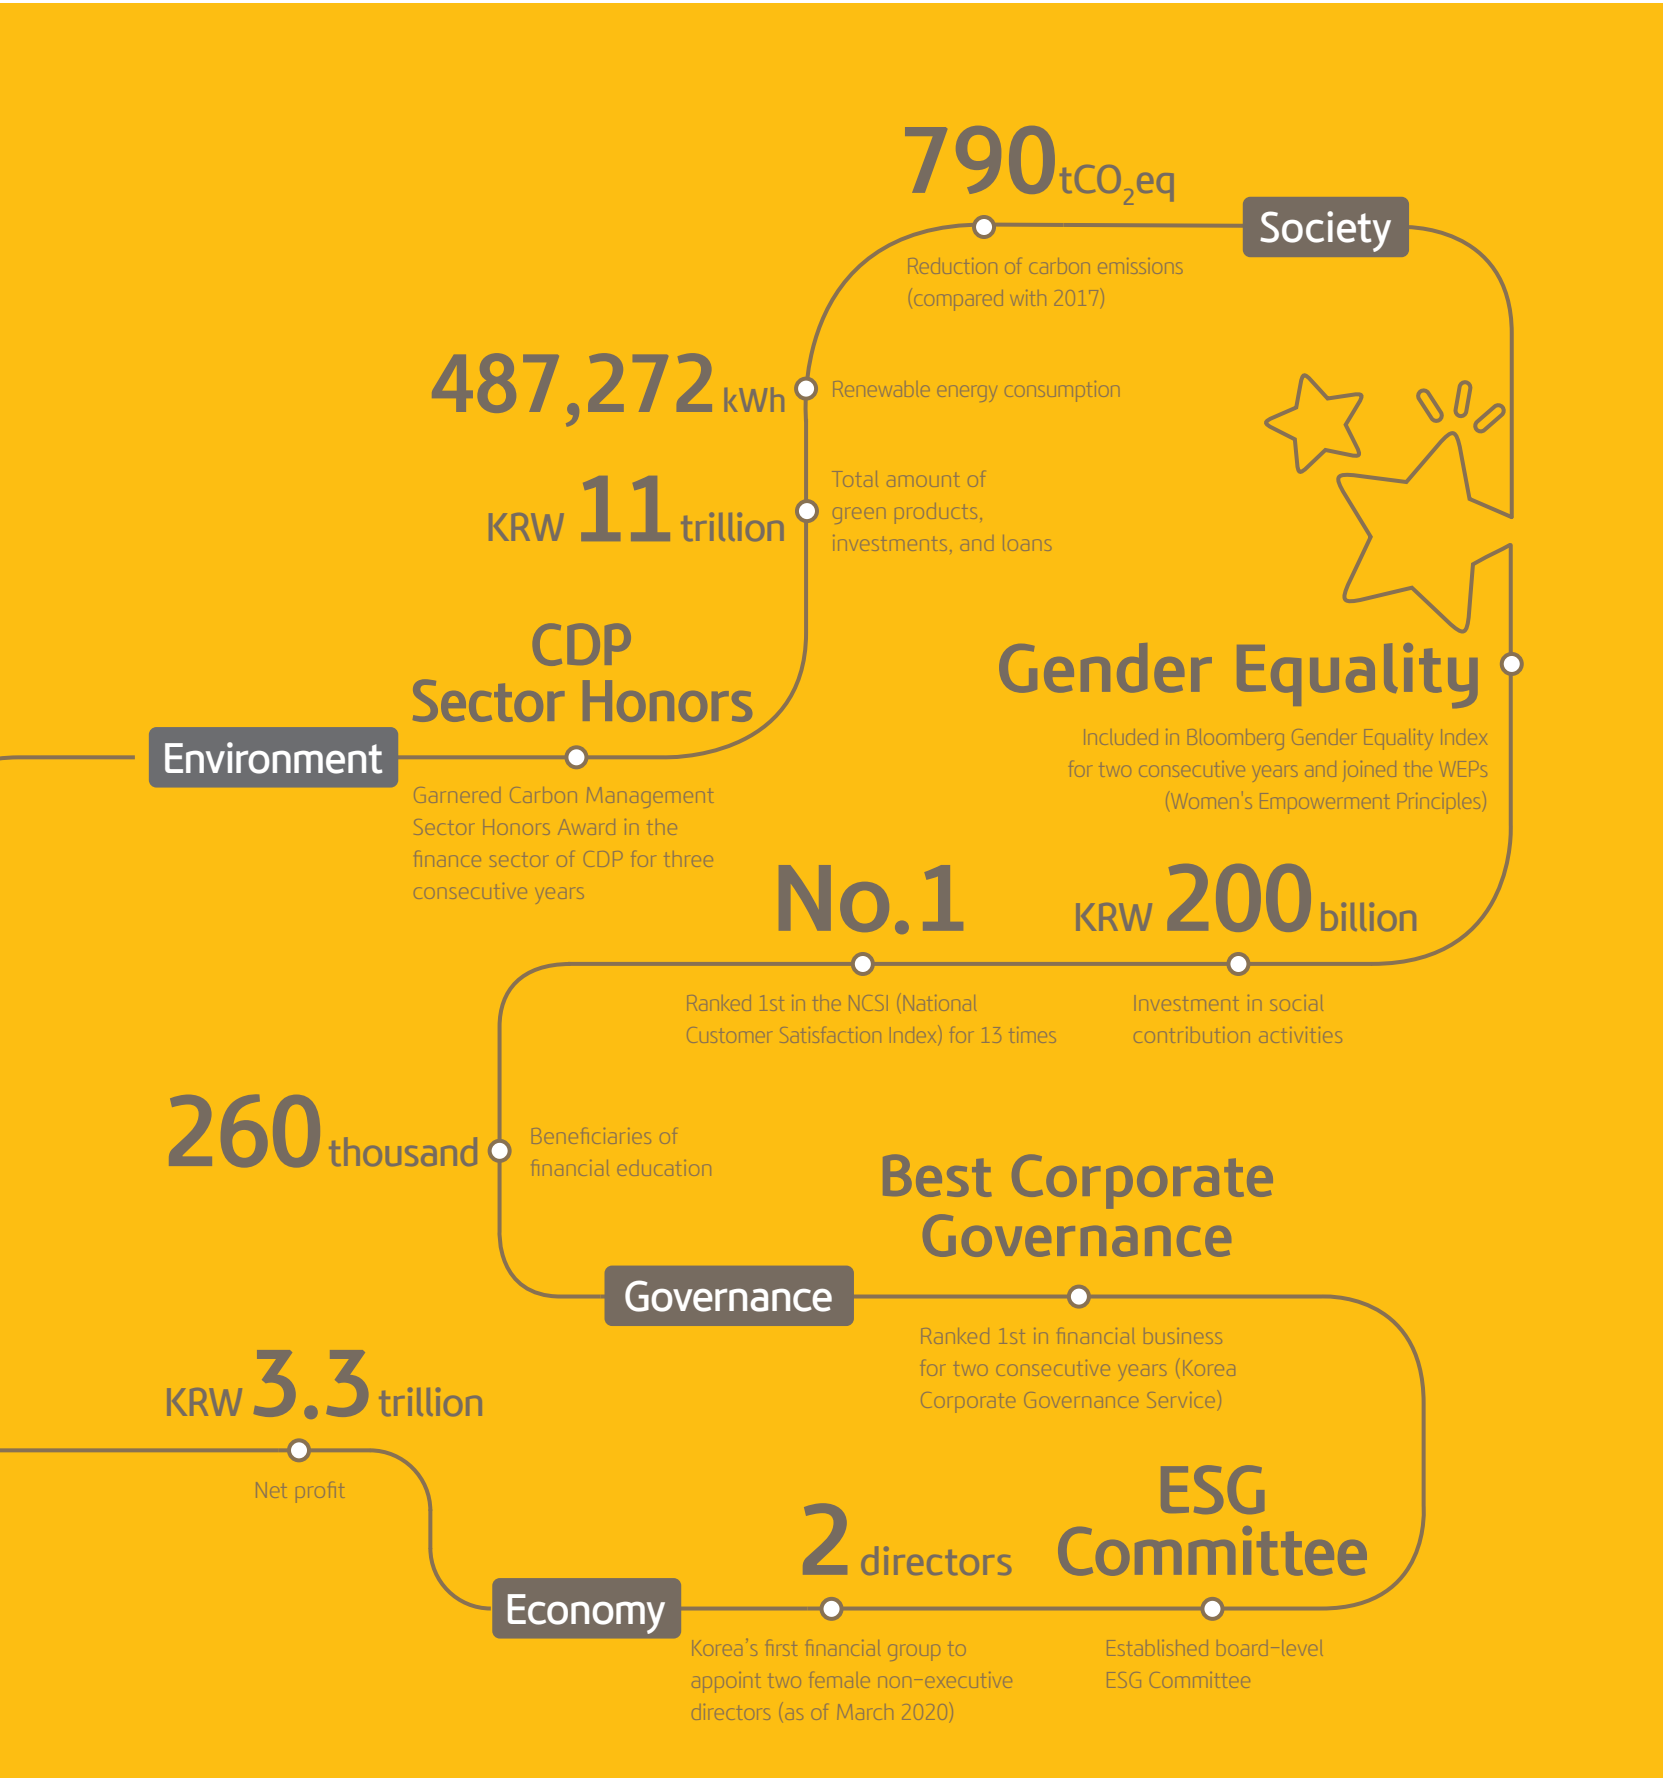 790 tCO₂eq
Society
Reduction of carbon emissions
(compared with 2017)
487,272 kWh
Renewable energy consumption
KRW 11 trillion
Total amount of
green products,
investments, and loans
CDP
Sector Honors
Environment
Garnered Carbon Management
Sector Honors Award in the
finance sector of CDP for three
consecutive years
Gender Equality
Included in Bloomberg Gender Equality Index
for two consecutive years and joined the WEPs
(Women's Empowerment Principles)
No.1
Ranked 1st in the NCSI (National
Customer Satisfaction Index) for 13 times
KRW 200 billion
Investment in social
contribution activities
260 thousand
Beneficiaries of
financial education
Best Corporate
Governance
Governance
Ranked 1st in financial business
for two consecutive years (Korea
Corporate Governance Service)
KRW 3.3 trillion
Net profit
ESG
Committee
Established board-level
ESG Committee
2 directors
Korea’s first financial group to
appoint two female non-executive
directors (as of March 2020)
Economy